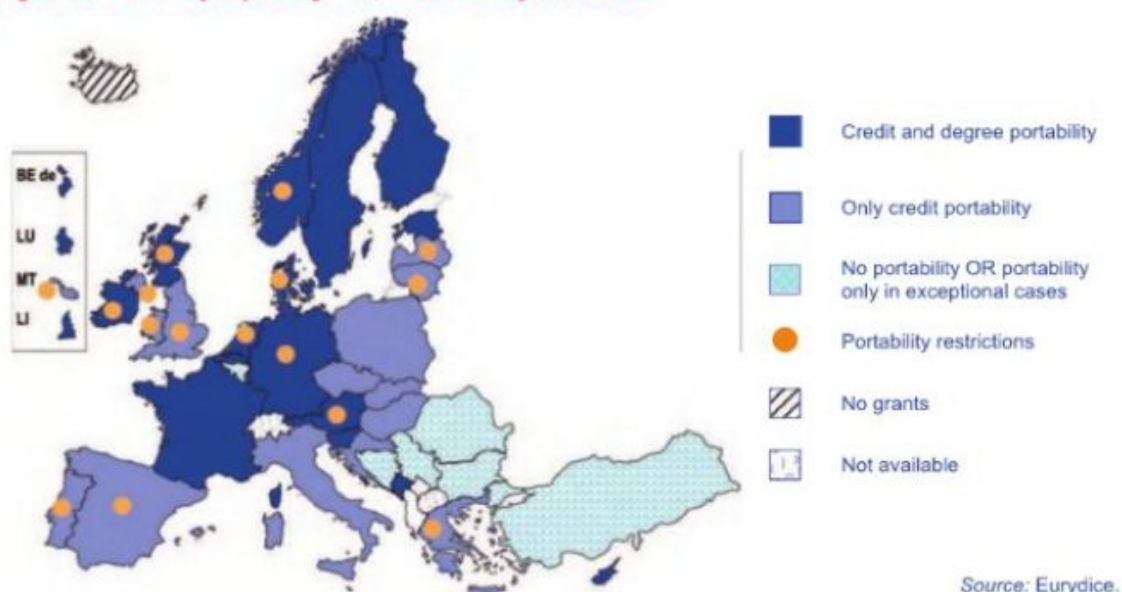 BE de
LU
MT
LI
Credit and degree portability
Only credit portability
No portability OR portability
only in exceptional cases
Portability restrictions
No grants
Not available
Source: Eurydice.